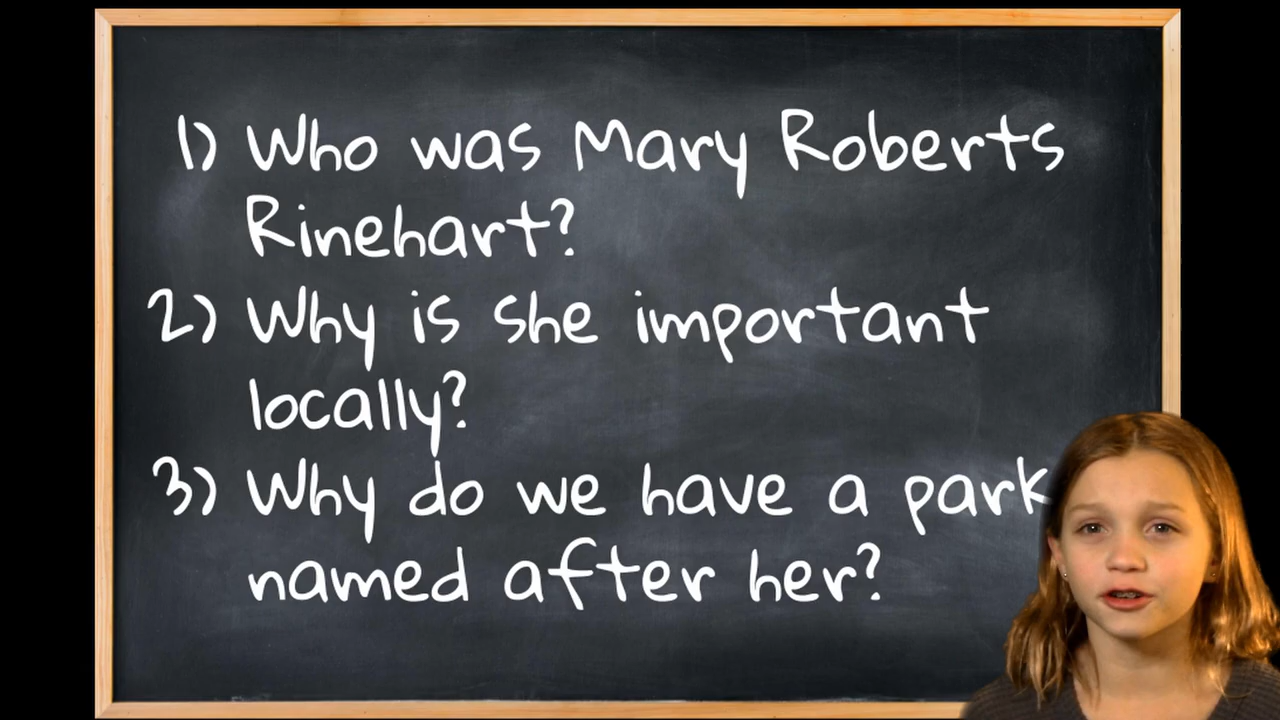 1) Who was Mary Roberts
Rinehart?
2) Why is she important
locally?
3) Why do we have a park
named after her?